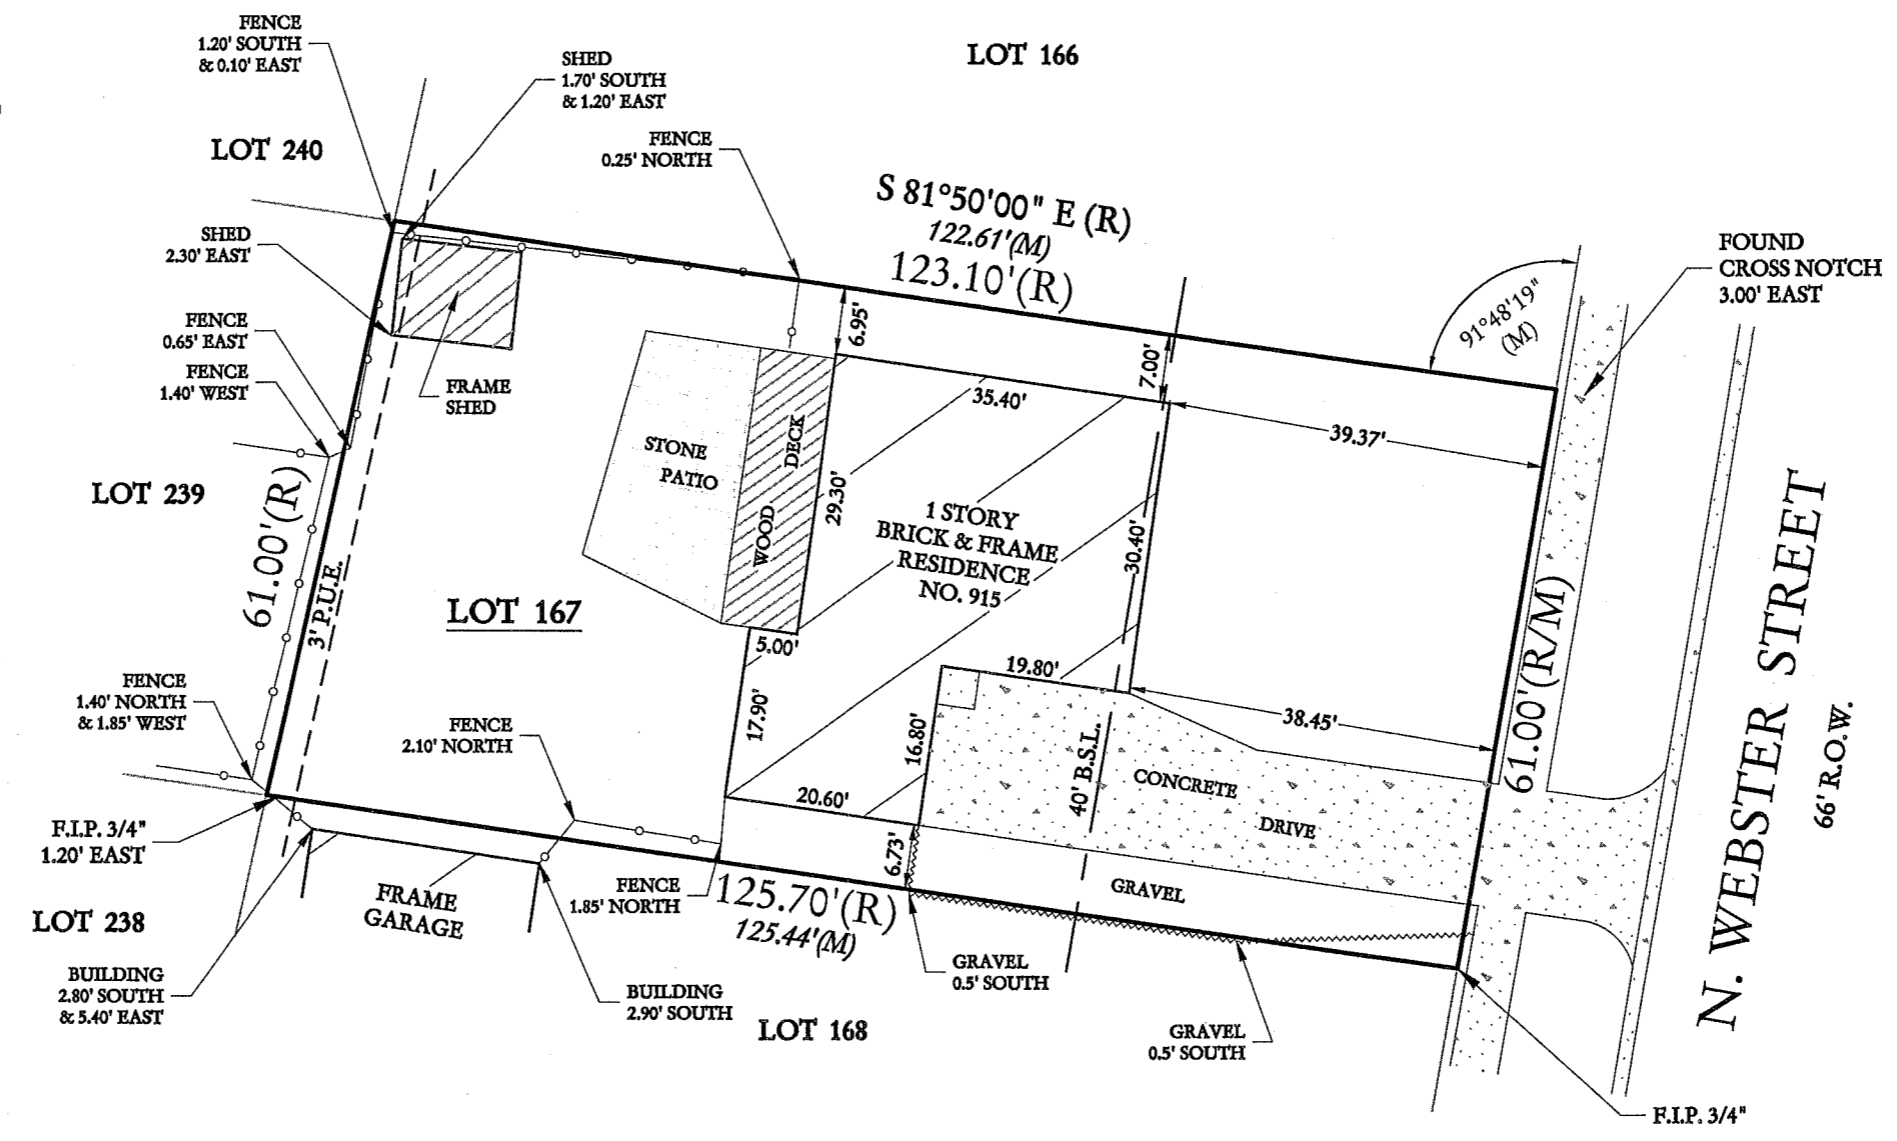 FENCE
1.20' SOUTH
& 0.10' EAST
SHED
1.70' SOUTH
& 1.20' EAST
LOT 166
LOT 240
FENCE
0.25' NORTH
S 81°50'00" E (R)
122.61'(M)
123.10'(R)
SHED
2.30' EAST
FOUND
CROSS NOTCH
3.00' EAST
91°48'19"
(M)
FENCE
0.65' EAST
FENCE
1.40' WEST
FRAME
SHED
6.95'
7.00'
35.40'
39.37'
STONE
PATIO
WOOD DECK
29.30'
1 STORY
BRICK & FRAME
RESIDENCE
NO. 915
30.40'
LOT 239
61.00'(R)
3' P.U.E.
LOT 167
5.00'
19.80'
38.45'
61.00'(R/M)
N. WEBSTER STREET
66' R.O.W.
FENCE
1.40' NORTH
& 1.85' WEST
FENCE
2.10' NORTH
17.90'
16.80'
20.60'
40' B.S.L.
CONCRETE
DRIVE
F.I.P. 3/4"
1.20' EAST
6.73'
GRAVEL
FENCE
1.85' NORTH
125.70'(R)
125.44'(M)
FRAME
GARAGE
LOT 238
BUILDING
2.80' SOUTH
& 5.40' EAST
BUILDING
2.90' SOUTH
GRAVEL
0.5' SOUTH
LOT 168
GRAVEL
0.5' SOUTH
F.I.P. 3/4"